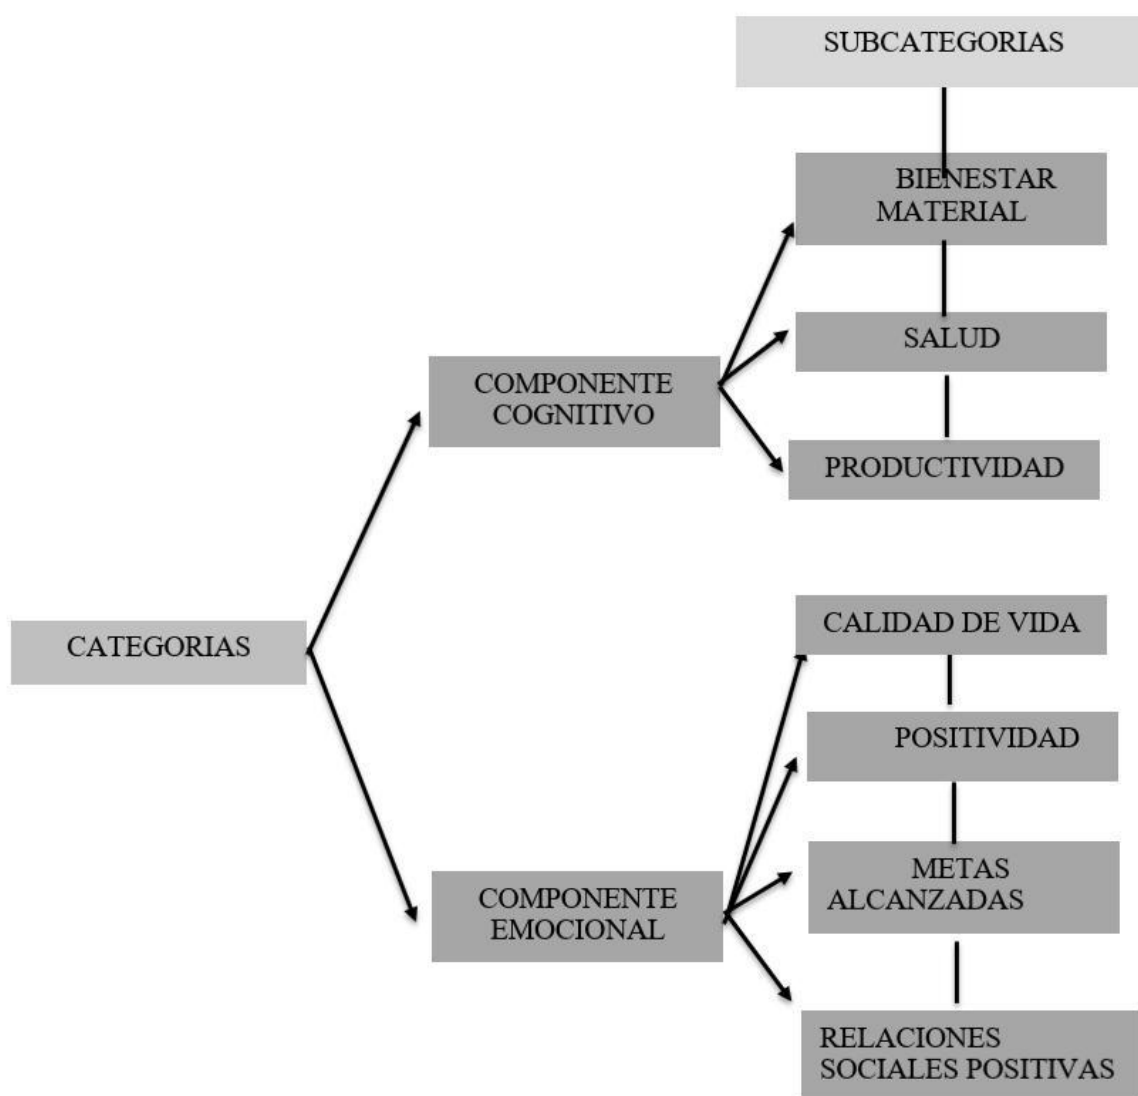 SUBCATEGORIAS
BIENESTAR
MATERIAL
SALUD
COMPONENTE
COGNITIVO
PRODUCTIVIDAD
CATEGORIAS
CALIDAD DE VIDA
POSITIVIDAD
COMPONENTE
EMOCIONAL
METAS
ALCANZADAS
RELACIONES
SOCIALES POSITIVAS